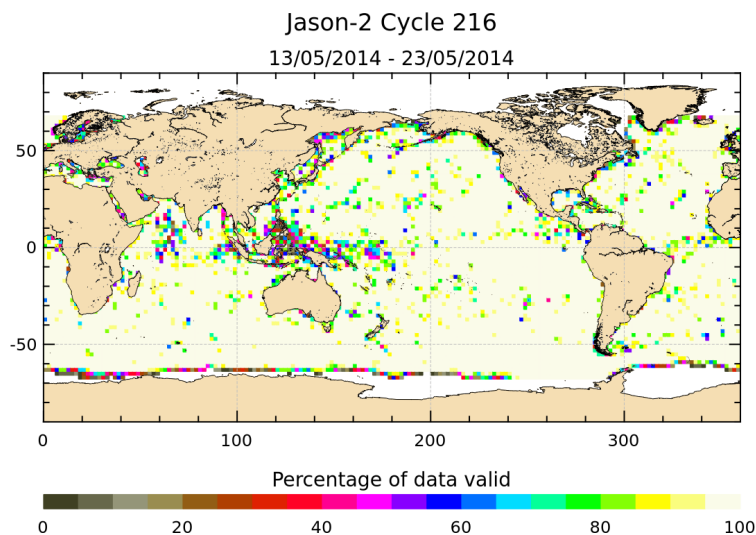 Jason-2 Cycle 216
13/05/2014 - 23/05/2014
50
0
-50
0 100 200 300
Percentage of data valid
0 20 40 60 80 100